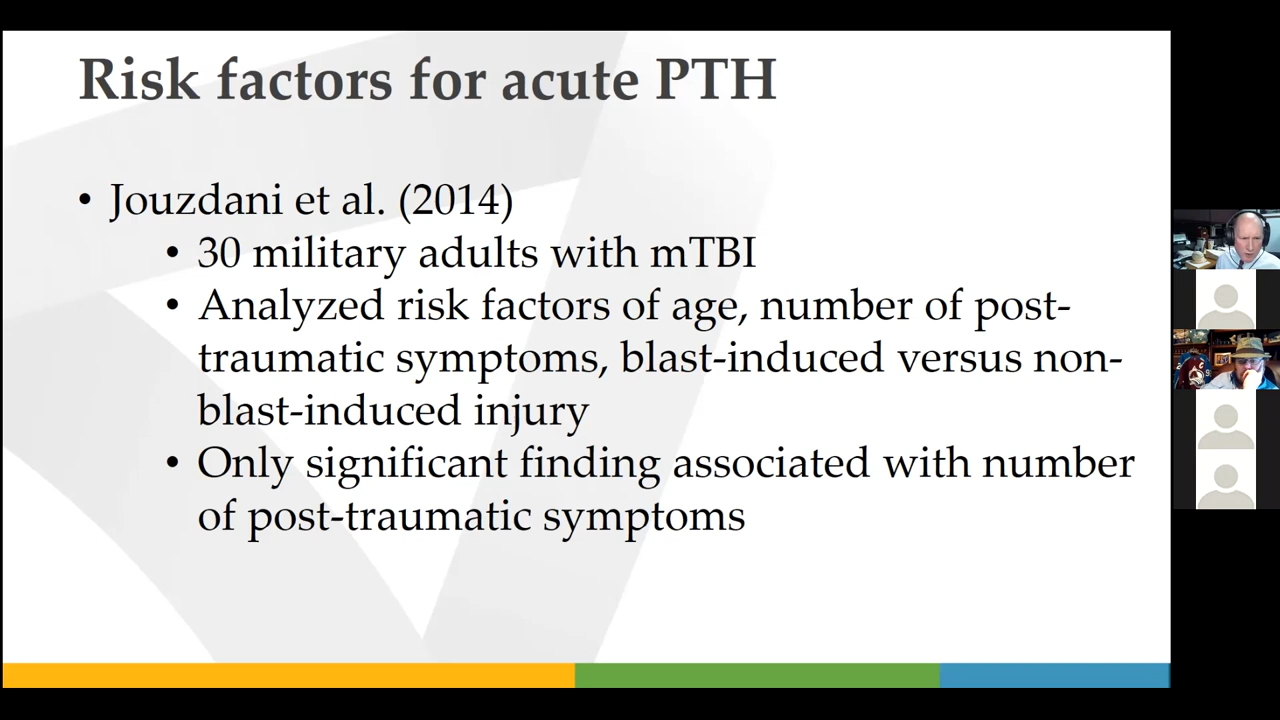 Risk factors for acute PTH
• Jouzdani et al. (2014)
• 30 military adults with mTBI
• Analyzed risk factors of age, number of post-
traumatic symptoms, blast-induced versus non-
blast-induced injury
• Only significant finding associated with number
of post-traumatic symptoms